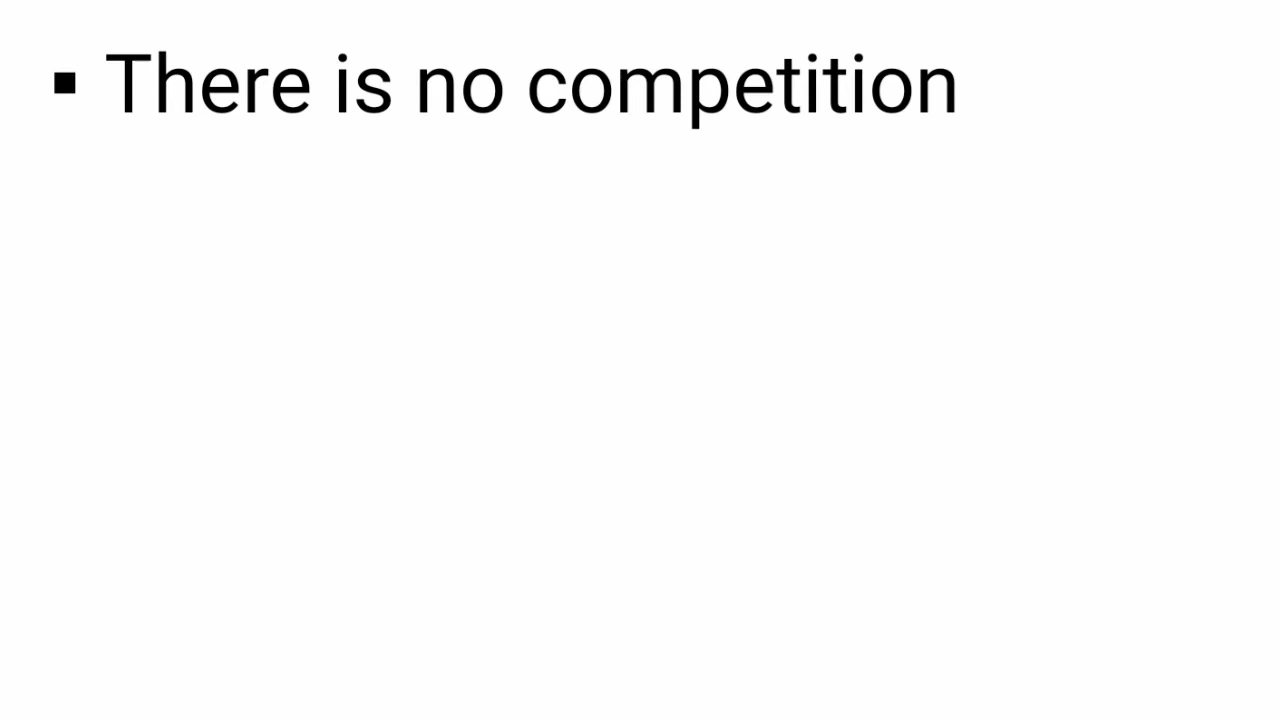 ▪ There is no competition